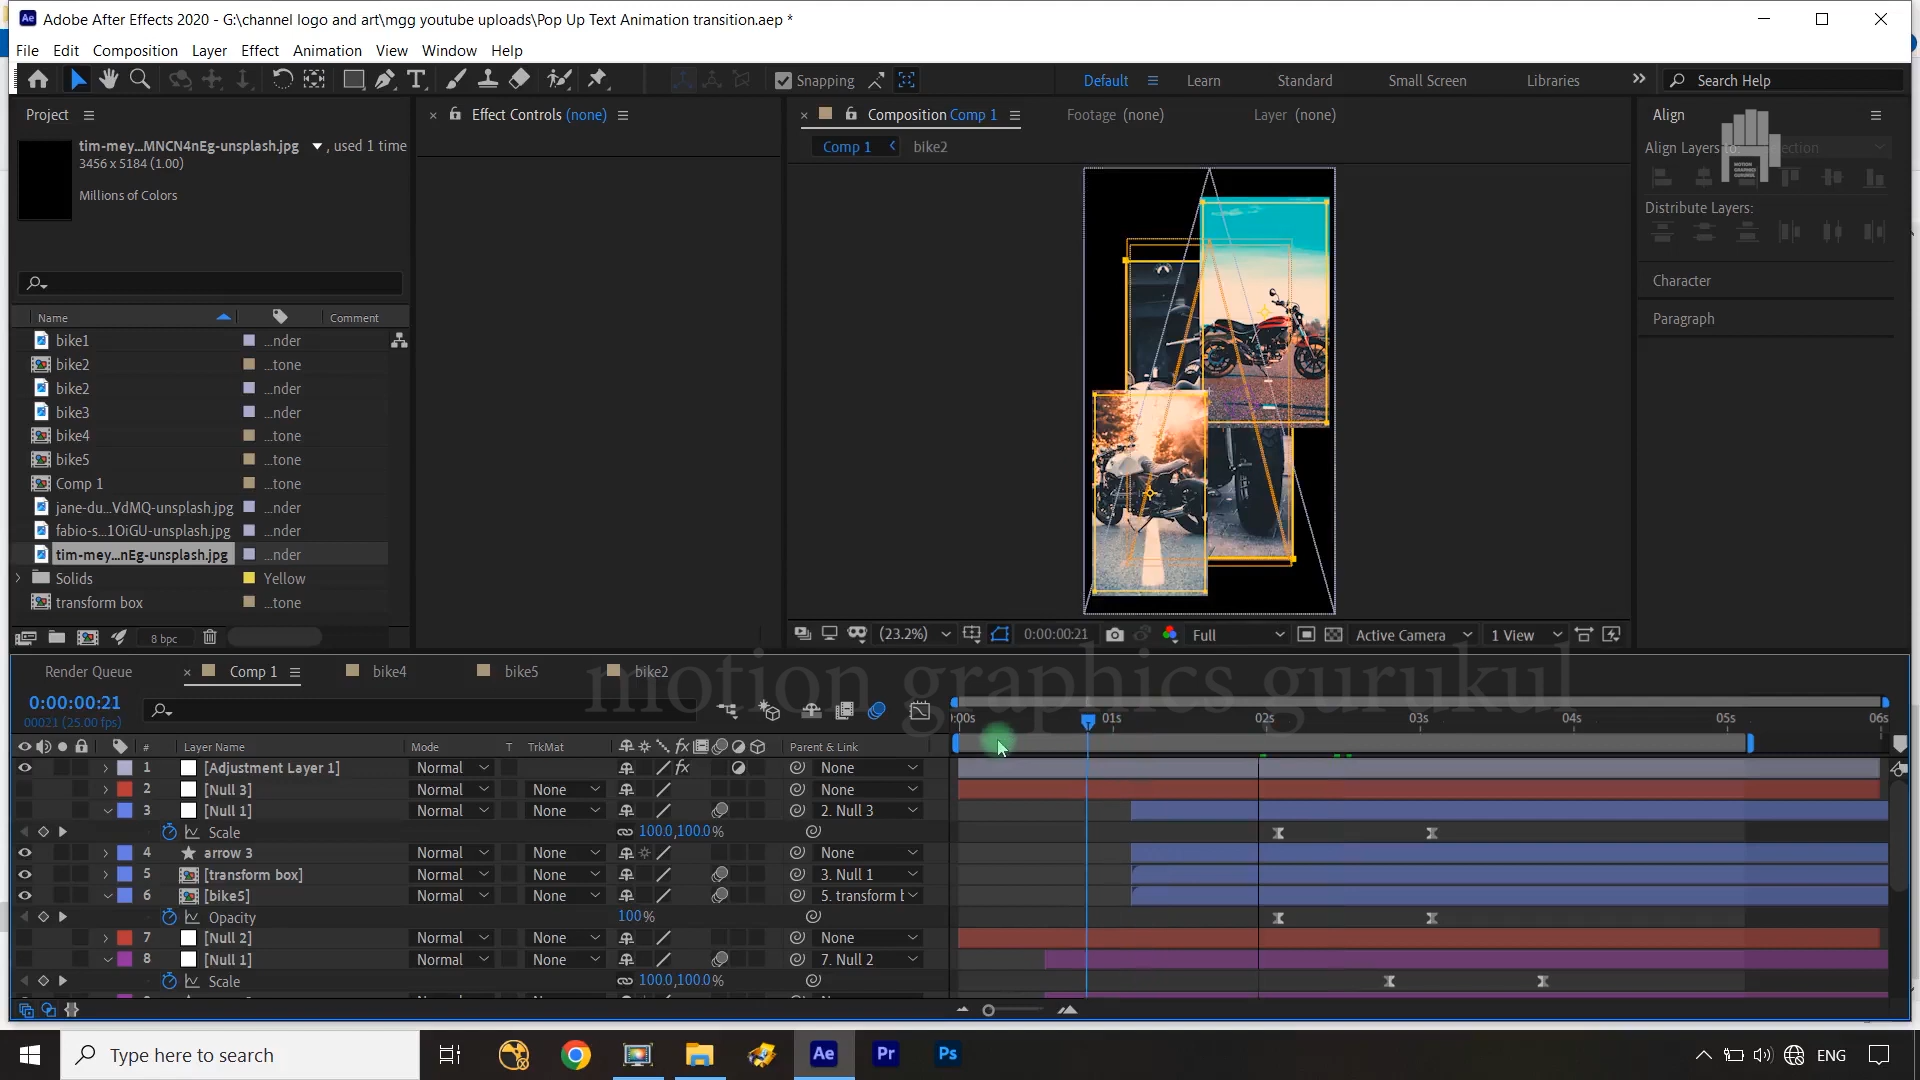 Adobe After Effects 2020 - G:\channel logo and art\mgg youtube uploads\Pop Up Text Animation transition.aep *
File Edit Composition Layer Effect Animation View Window Help
Snapping Default Learn Standard Small Screen Libraries Search Help
Project
Effect Controls (none)
Composition Comp 1
Footage (none)
Layer (none)
Align
tim-mey...MNCN4nEg-unsplash.jpg , used 1 time
3456 x 5184 (1.00)
Millions of Colors
Comp 1 bike2
Align Layers to:
Distribute Layers:
Character
Paragraph
MOTION
GRAPHICS
GURUKUL
Name Comment
bike1 ...nder
bike2 ...tone
bike2 ...nder
bike3 ...nder
bike4 ...tone
bike5 ...tone
Comp 1 ...tone
jane-du...VdMQ-unsplash.jpg ...nder
fabio-s...1OiGU-unsplash.jpg ...nder
tim-mey...nEg-unsplash.jpg ...nder
Solids Yellow
transform box ...tone
8 bpc
(23.2%) 0:00:00:21 Full Active Camera 1 View
motion graphics gurukul
Render Queue Comp 1 bike4 bike5 bike2
0:00:00:21
00021 (25.00 fps)
):00s 01s 02s 03s 04s 05s 06s
# Layer Name Mode T TrkMat Parent & Link
1 [Adjustment Layer 1] Normal None
2 [Null 3] Normal None None
3 [Null 1] Normal None 2. Null 3
Scale 100.0,100.0%
4 arrow 3 Normal None None
5 [transform box] Normal None 3. Null 1
6 [bike5] Normal None 5. transform b
Opacity 100%
7 [Null 2] Normal None None
8 [Null 1] Normal None 7. Null 2
Scale 100.0,100.0%
Type here to search
Ae Pr Ps
ENG